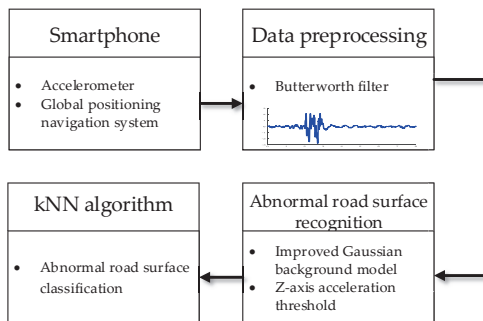 Smartphone
• Accelerometer
• Global positioning
navigation system
Data preprocessing
• Butterworth filter
Abnormal road surface
recognition
• Improved Gaussian
background model
• Z-axis acceleration
threshold
kNN algorithm
• Abnormal road surface
classification